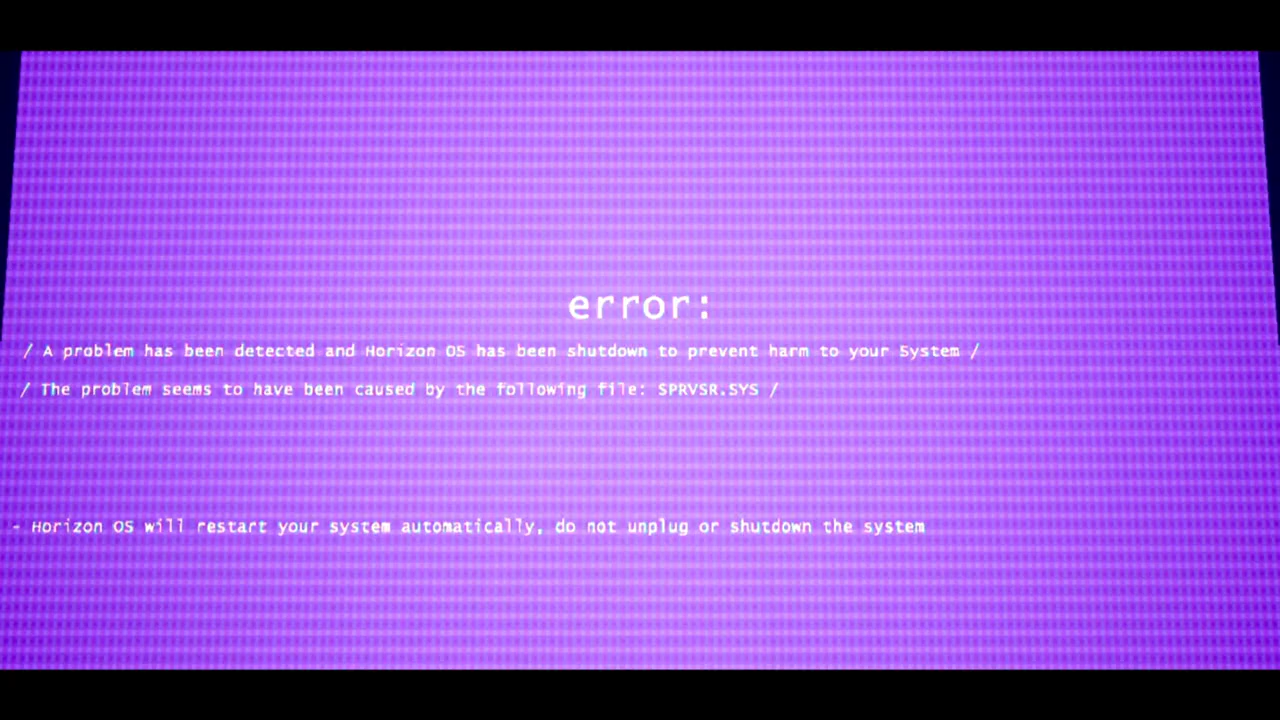 error:
/ A problem has been detected and Horizon OS has been shutdown to prevent harm to your System /
/ The problem seems to have been caused by the following file: SPRVSR.SYS /
- Horizon OS will restart your system automatically, do not unplug or shutdown the system